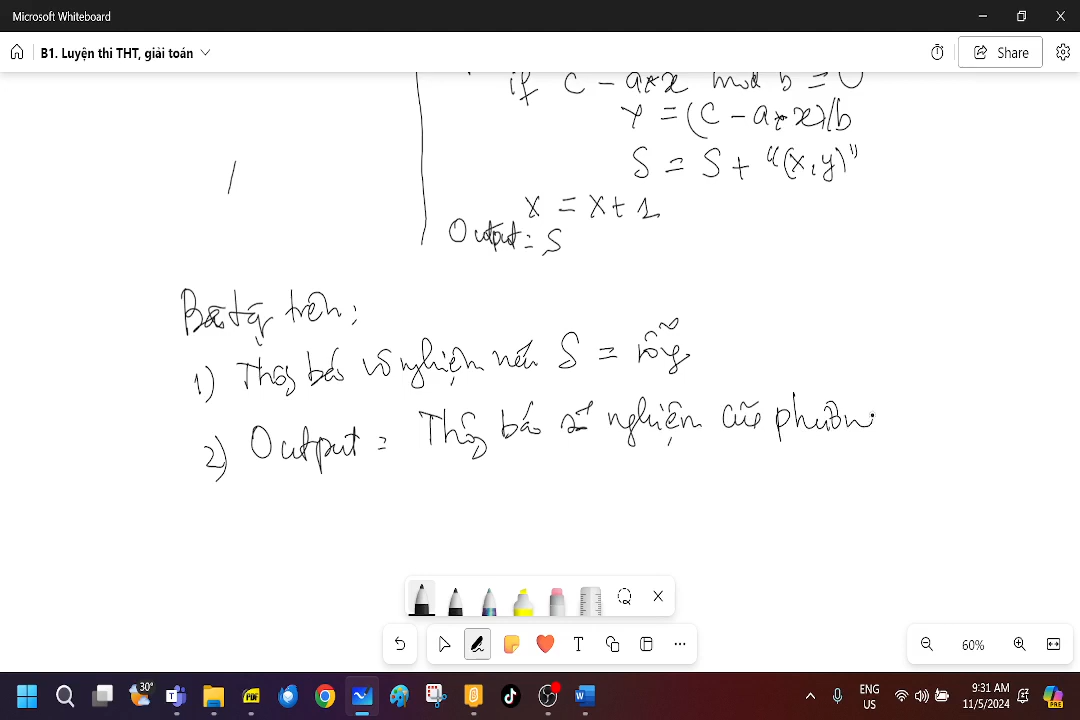 Microsoft Whiteboard
B1. Luyện thi THT, giải toán
Share
if C - a*x mod b = 0
Y = (C - a*x)/b
S = S + "(x,y)"
X = X + 1
Output: S
Bài tập trên:
1) Thông báo vô nghiệm nếu S = rỗng
2) Output = Thông báo số nghiệm của phươn
60%
30°
ENG
US
9:31 AM
11/5/2024